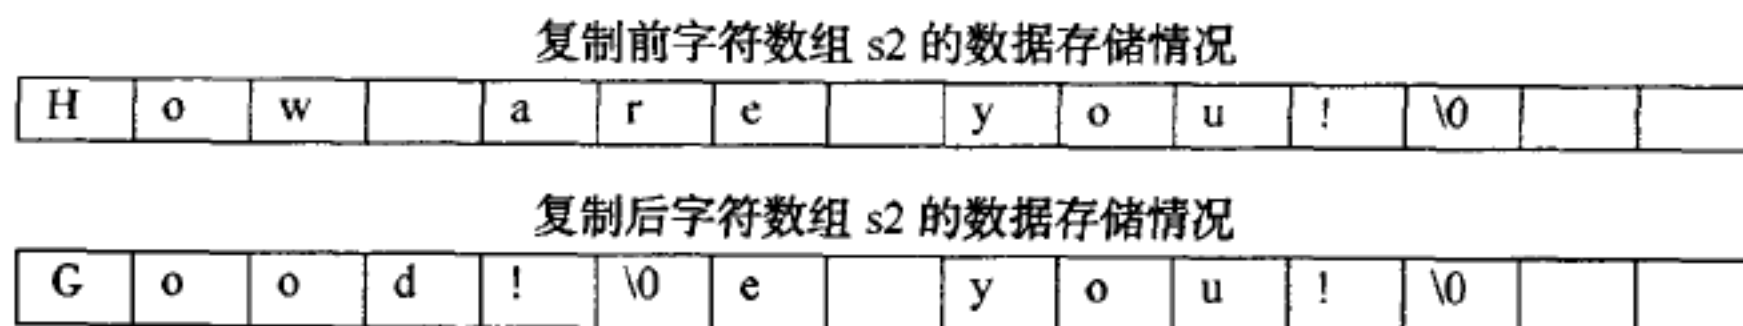 复制前字符数组 s2 的数据存储情况
H o w a r e y o u ! \0
复制后字符数组 s2 的数据存储情况
G o o d ! \0 e y o u ! \0